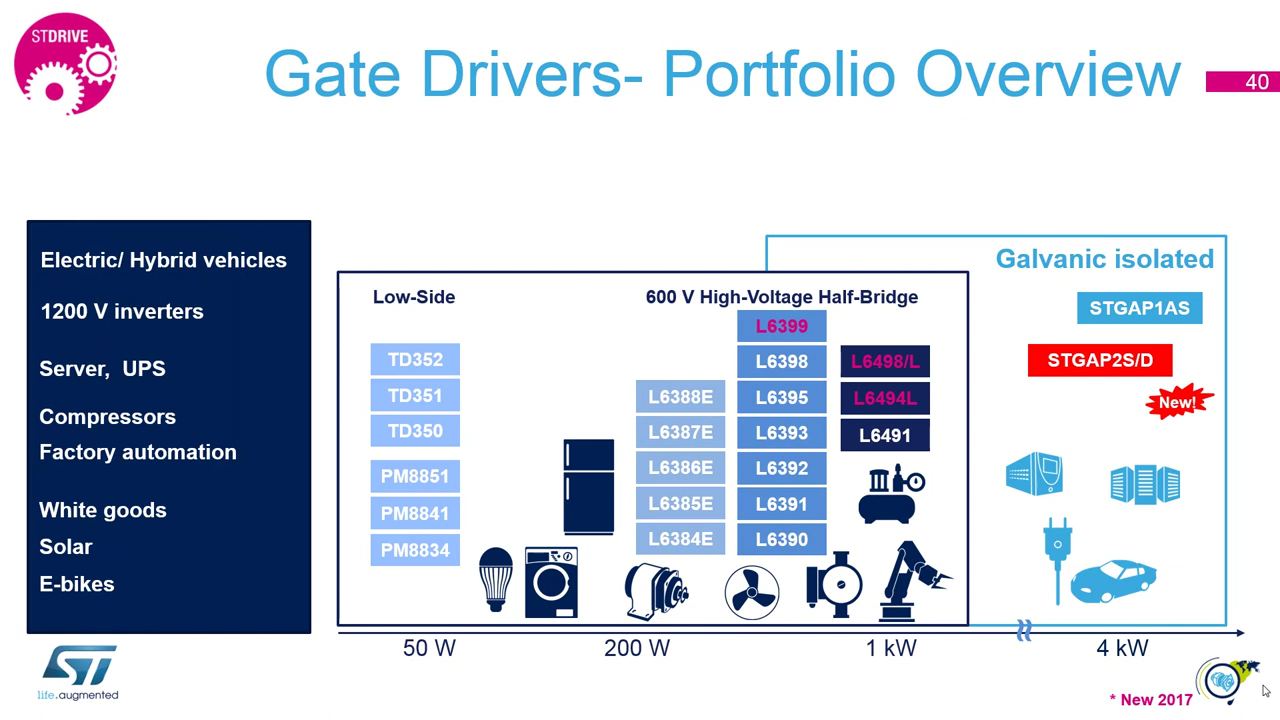 STDRIVE
Gate Drivers- Portfolio Overview
40
Electric/ Hybrid vehicles
1200 V inverters
Server,  UPS
Compressors
Factory automation
White goods
Solar
E-bikes
Low-Side
TD352
TD351
TD350
PM8851
PM8841
PM8834
600 V High-Voltage Half-Bridge
L6388E
L6387E
L6386E
L6385E
L6384E
L6399
L6398
L6395
L6393
L6392
L6391
L6390
L6498/L
L6494L
L6491
Galvanic isolated
STGAP1AS
STGAP2S/D
New!
50 W
200 W
1 kW
4 kW
ST
life.augmented
* New 2017